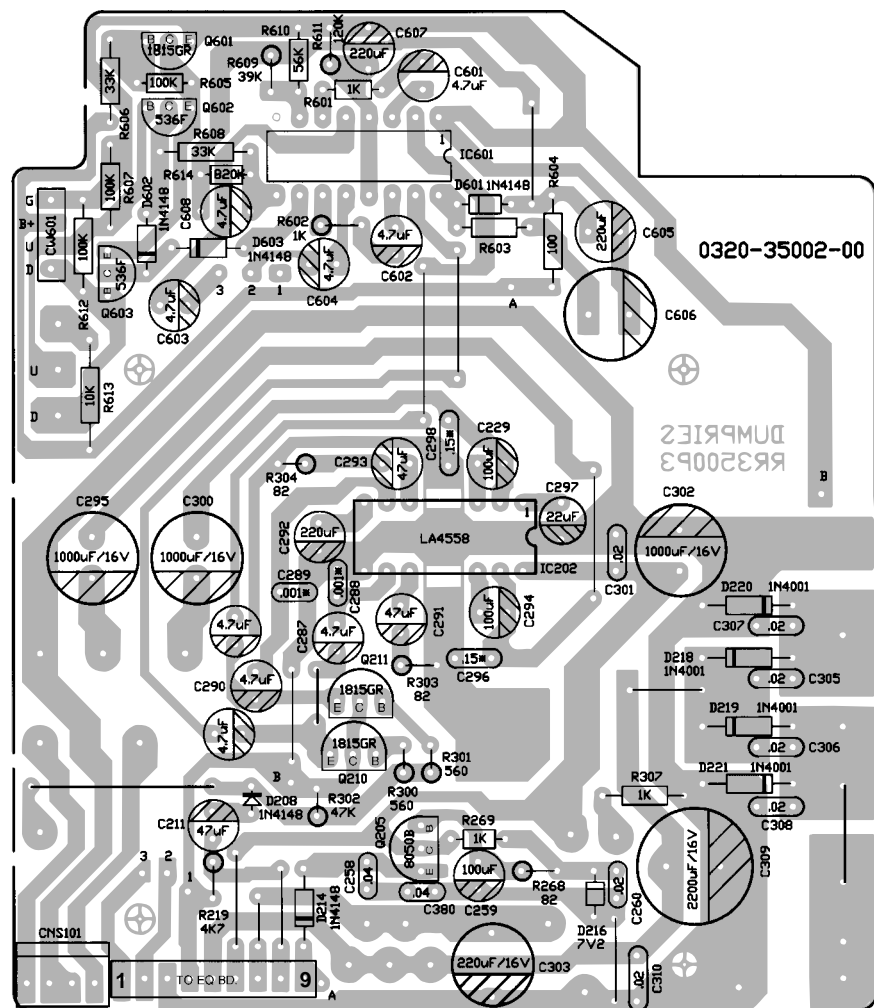 R610
R611
120K
C607
220uF
Q601
1815GR
B C E
R609
39K
56K
C601
4.7uF
33K
100K
R605
R601
1K
B C E
Q602
536F
R606
R608
33K
1
IC601
R604
R614
820K
D601
1N4148
100K
R607
D602
1N4148
C608
4.7uF
G
B+
U
D
CW601
R602
1K
4.7uF
C602
R603
100
220uF
C605
0320-35002-00
100K
D603
1N4148
4.7uF
C604
E
C
B
536F
Q603
R612
3 2 1
4.7uF
C603
A
C606
U
10K
R613
D
DUMPRIES
RR3500P3
B
C298
.15*
C229
100uF
C293
47uF
R304
82
C297
22uF
C295
1000uF/16V
C300
1000uF/16V
C302
1000uF/16V
C292
220uF
LA4558
1
IC202
.02
C301
C289
.001*
.001*
C288
D220
1N4001
C307
.02
4.7uF
C287
4.7uF
47uF
C291
100uF
C294
D218
1N4001
.02
C305
C290
4.7uF
Q211
1815GR
E C B
R303
82
.15*
C296
D219
1N4001
.02
C306
4.7uF
1815GR
E C B
Q210
R301
560
R300
560
D221
1N4001
.02
C308
B
D208
1N4148
R302
47K
R307
1K
C211
47uF
Q205
8050B
B
C
E
R269
1K
2200uF/16V
C309
3 2
1
R219
4K7
D214
1N4148
C258
.04
.04
C380
100uF
C259
R268
82
D216
7V2
.02
C260
CNS101
1
TO EQ BD.
9
A
220uF/16V
C303
.02
C310